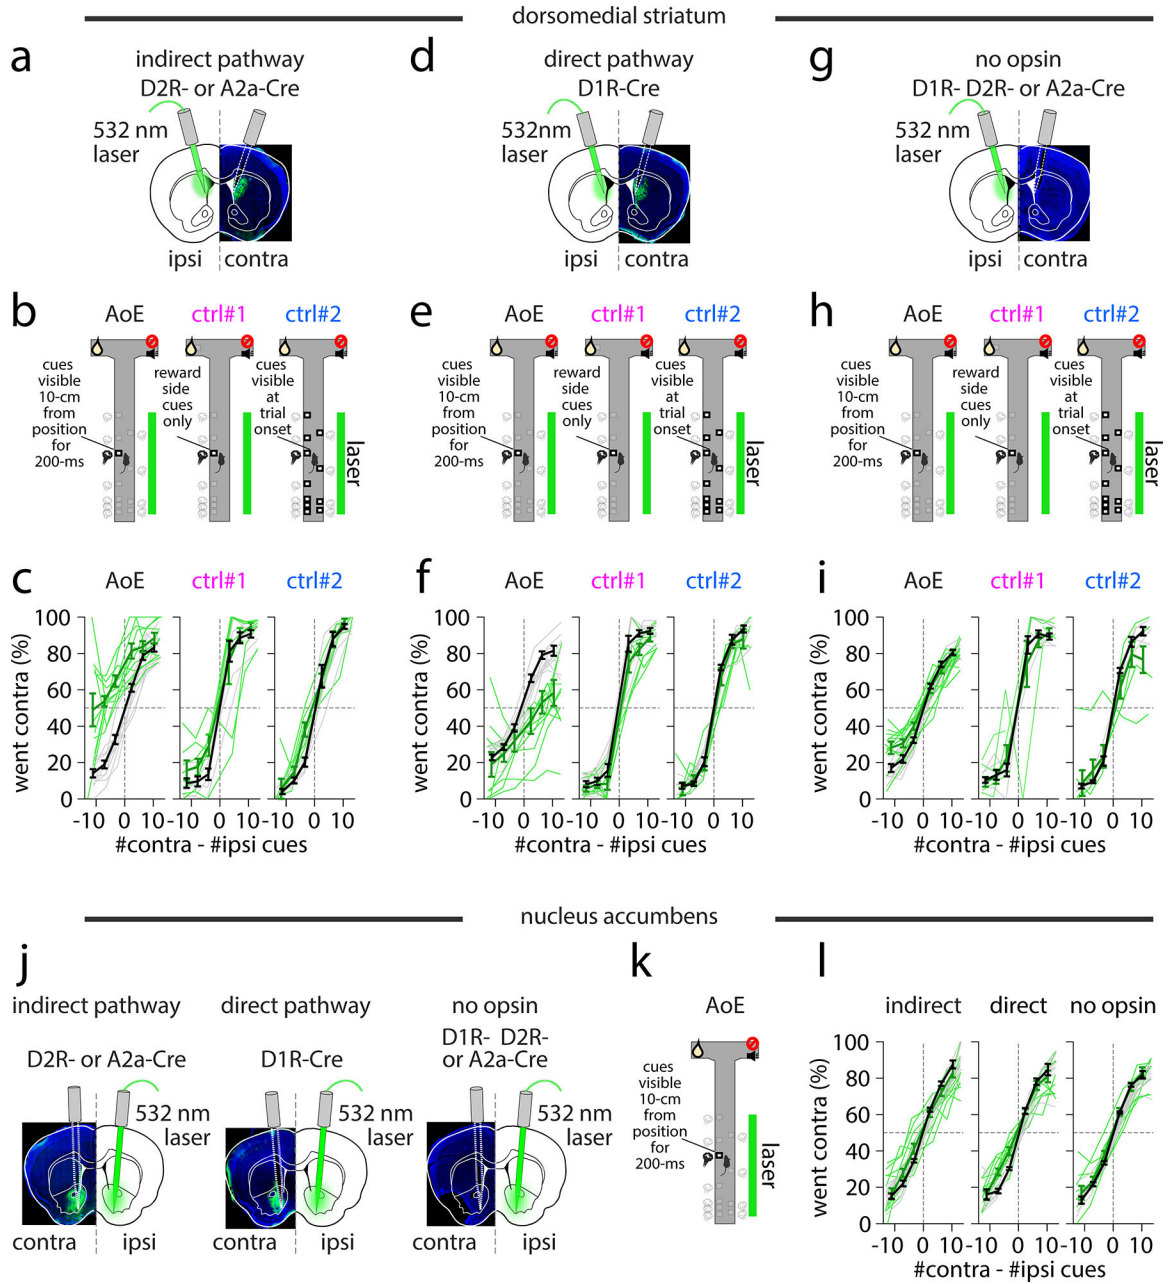 dorsomedial striatum
a
indirect pathway
D2R- or A2a-Cre
532 nm
laser
ipsi
contra
d
direct pathway
D1R-Cre
532nm
laser
ipsi
contra
g
no opsin
D1R- D2R- or A2a-Cre
532 nm
laser
ipsi
contra
b
AoE
ctrl#1
ctrl#2
cues
visible
10-cm
from
position
for
200-ms
reward
side
cues
only
cues
visible
at
trial
onset
laser
e
AoE
ctrl#1
ctrl#2
cues
visible
10-cm
from
position
for
200-ms
reward
side
cues
only
cues
visible
at
trial
onset
laser
h
AoE
ctrl#1
ctrl#2
cues
visible
10-cm
from
position
for
200-ms
reward
side
cues
only
cues
visible
at
trial
onset
laser
c
AoE
ctrl#1
ctrl#2
went contra (%)
100
80
60
40
20
0
-10 0 10
-10 0 10
-10 0 10
#contra - #ipsi cues
f
AoE
ctrl#1
ctrl#2
went contra (%)
100
80
60
40
20
0
-10 0 10
-10 0 10
-10 0 10
#contra - #ipsi cues
i
AoE
ctrl#1
ctrl#2
went contra (%)
100
80
60
40
20
0
-10 0 10
-10 0 10
-10 0 10
#contra - #ipsi cues
nucleus accumbens
j
indirect pathway
D2R- or A2a-Cre
532 nm
laser
contra
ipsi
direct pathway
D1R-Cre
532 nm
laser
contra
ipsi
no opsin
D1R- D2R-
or A2a-Cre
532 nm
laser
contra
ipsi
k
AoE
cues
visible
10-cm
from
position
for
200-ms
laser
l
indirect
direct
no opsin
went contra (%)
100
80
60
40
20
0
-10 0 10
-10 0 10
-10 0 10
#contra - #ipsi cues